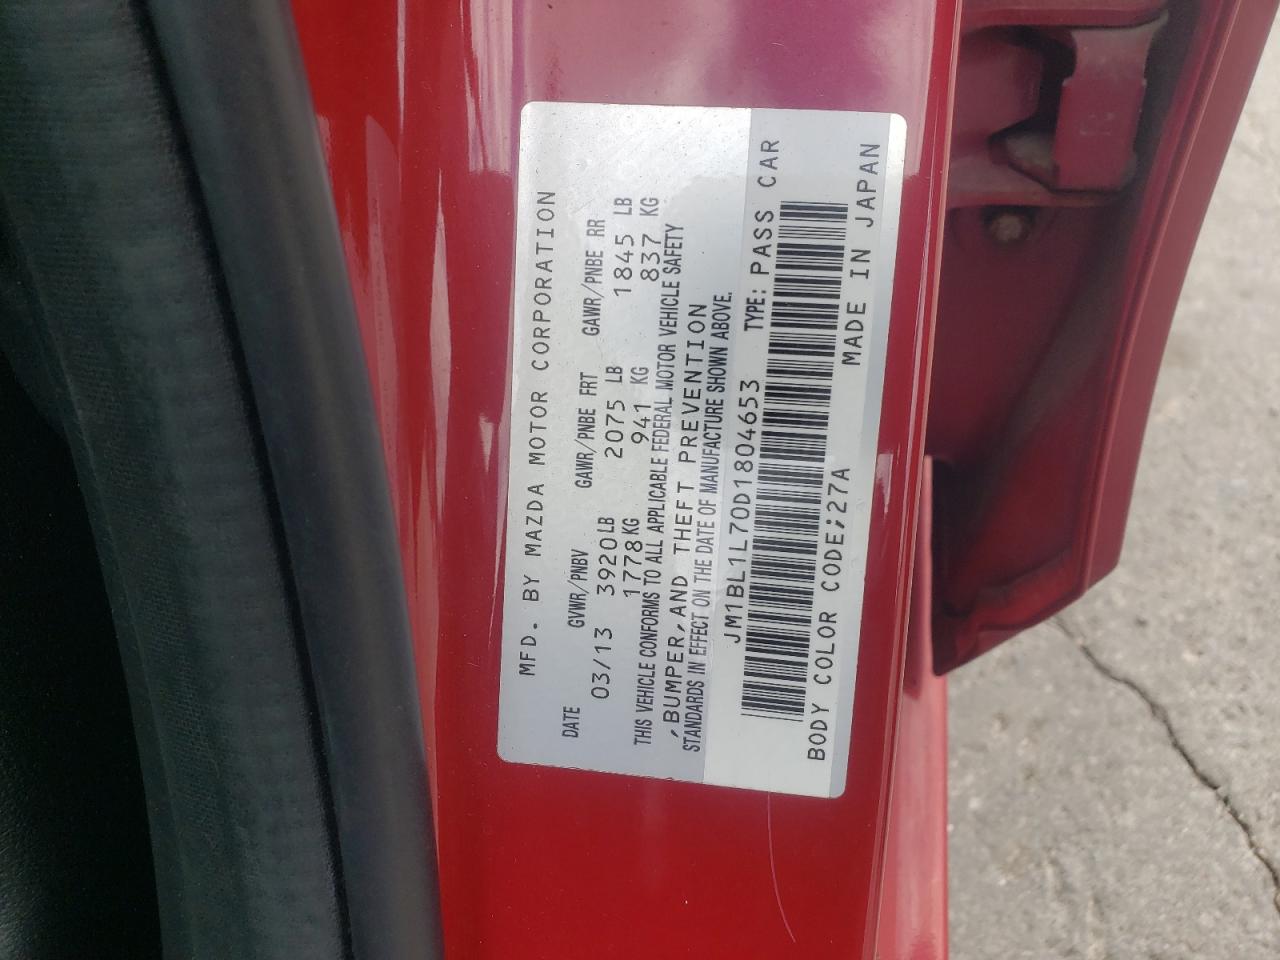 MFD. BY MAZDA MOTOR CORPORATION
DATE GVWR/PNBV GAWR/PNBE FRT GAWR/PNBE RR
03/13 3920LB 2075 LB 1845 LB
1778KG 941 KG 837 KG
THIS VEHICLE CONFORMS TO ALL APPLICABLE FEDERAL MOTOR VEHICLE SAFETY
,BUMPER,AND THEFT PREVENTION
STANDARDS IN EFFECT ON THE DATE OF MANUFACTURE SHOWN ABOVE.
JM1BL1L70D1804653 TYPE: PASS CAR
BODY COLOR CODE;27A MADE IN JAPAN